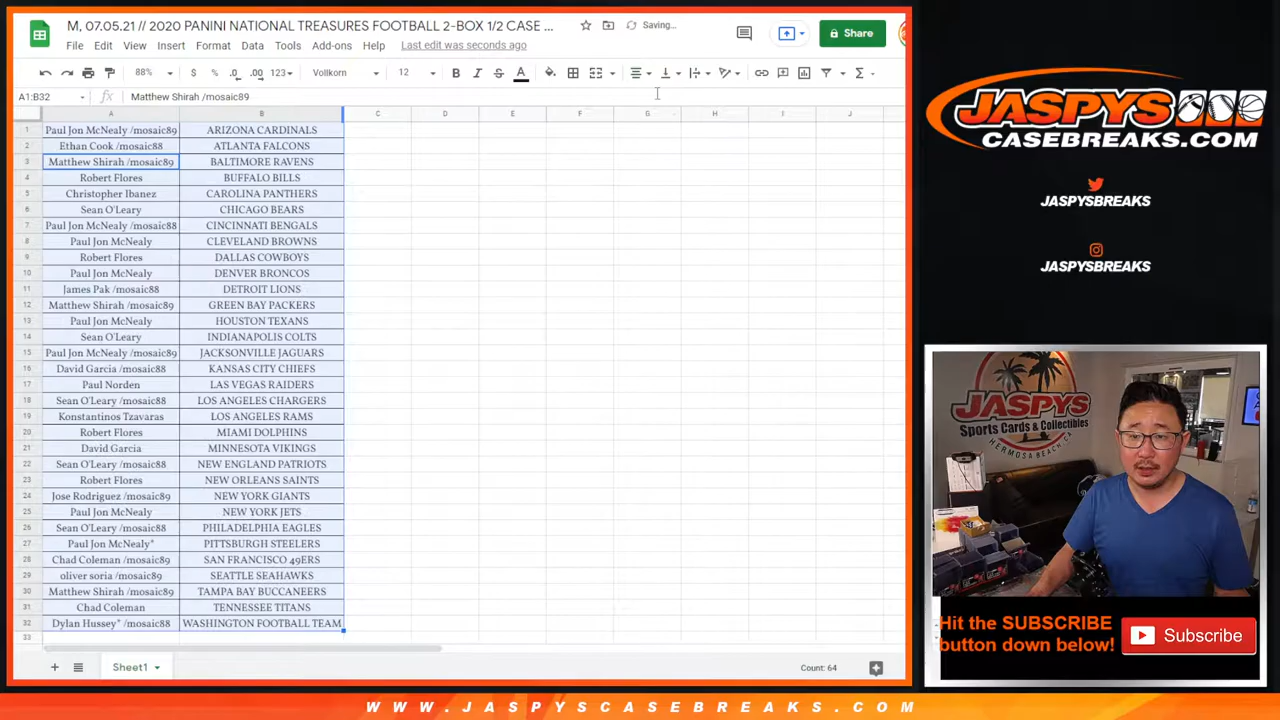 M, 07.05.21 // 2020 PANINI NATIONAL TREASURES FOOTBALL 2-BOX 1/2 CASE ...
Saving...
File Edit View Insert Format Data Tools Add-ons Help Last edit was seconds ago
Share
88% $ % .0 .00 123 Vollkorn 12 B I S A
A1:B32 fx Matthew Shirah /mosaic89
A B C D E F G H I J
1 Paul Jon McNealy /mosaic89 ARIZONA CARDINALS
2 Ethan Cook /mosaic88 ATLANTA FALCONS
3 Matthew Shirah /mosaic89 BALTIMORE RAVENS
4 Robert Flores BUFFALO BILLS
5 Christopher Ibanez CAROLINA PANTHERS
6 Sean O'Leary CHICAGO BEARS
7 Paul Jon McNealy /mosaic88 CINCINNATI BENGALS
8 Paul Jon McNealy CLEVELAND BROWNS
9 Robert Flores DALLAS COWBOYS
10 Paul Jon McNealy DENVER BRONCOS
11 James Pak /mosaic88 DETROIT LIONS
12 Matthew Shirah /mosaic89 GREEN BAY PACKERS
13 Paul Jon McNealy HOUSTON TEXANS
14 Sean O'Leary INDIANAPOLIS COLTS
15 Paul Jon McNealy /mosaic89 JACKSONVILLE JAGUARS
16 David Garcia /mosaic88 KANSAS CITY CHIEFS
17 Paul Norden LAS VEGAS RAIDERS
18 Sean O'Leary /mosaic88 LOS ANGELES CHARGERS
19 Konstantinos Tzavaras LOS ANGELES RAMS
20 Robert Flores MIAMI DOLPHINS
21 David Garcia MINNESOTA VIKINGS
22 Sean O'Leary /mosaic88 NEW ENGLAND PATRIOTS
23 Robert Flores NEW ORLEANS SAINTS
24 Jose Rodriguez /mosaic89 NEW YORK GIANTS
25 Paul Jon McNealy NEW YORK JETS
26 Sean O'Leary /mosaic88 PHILADELPHIA EAGLES
27 Paul Jon McNealy* PITTSBURGH STEELERS
28 Chad Coleman /mosaic89 SAN FRANCISCO 49ERS
29 oliver soria /mosaic89 SEATTLE SEAHAWKS
30 Matthew Shirah /mosaic89 TAMPA BAY BUCCANEERS
31 Chad Coleman TENNESSEE TITANS
32 Dylan Hussey* /mosaic88 WASHINGTON FOOTBALL TEAM
33
Sheet1
Count: 64
JASPYS
CASEBREAKS.COM
JASPYSBREAKS
JASPYSBREAKS
JASPYS
Sports Cards & Collectibles
HERMOSA BEACH CA
Hit the SUBSCRIBE
button down below!
Subscribe
WWW.JASPYSCASEBREAKS.COM